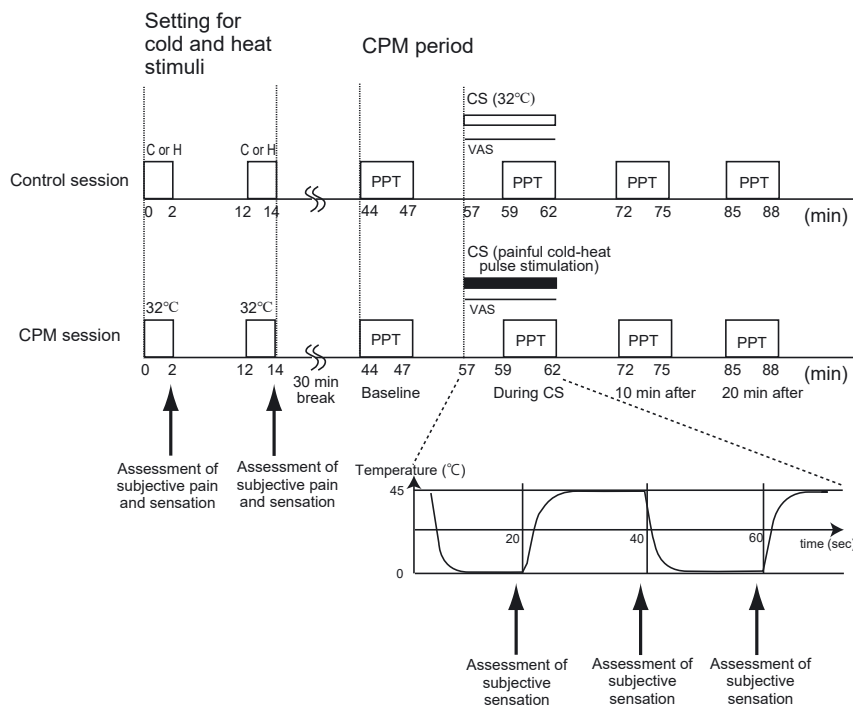 Setting for
cold and heat
stimuli
CPM period
CS (32℃)
VAS
C or H
C or H
Control session
PPT
PPT
PPT
PPT
0 2 12 14 44 47 57 59 62 72 75 85 88 (min)
CS (painful cold-heat
pulse stimulation)
VAS
32℃
32℃
CPM session
PPT
PPT
PPT
PPT
0 2 12 14 44 47 57 59 62 72 75 85 88 (min)
30 min
break
Baseline
During CS
10 min after
20 min after
Assessment of
subjective pain
and sensation
Assessment of
subjective pain
and sensation
Temperature (℃)
45
20
40
60
time (sec)
0
Assessment of
subjective
sensation
Assessment of
subjective
sensation
Assessment of
subjective
sensation